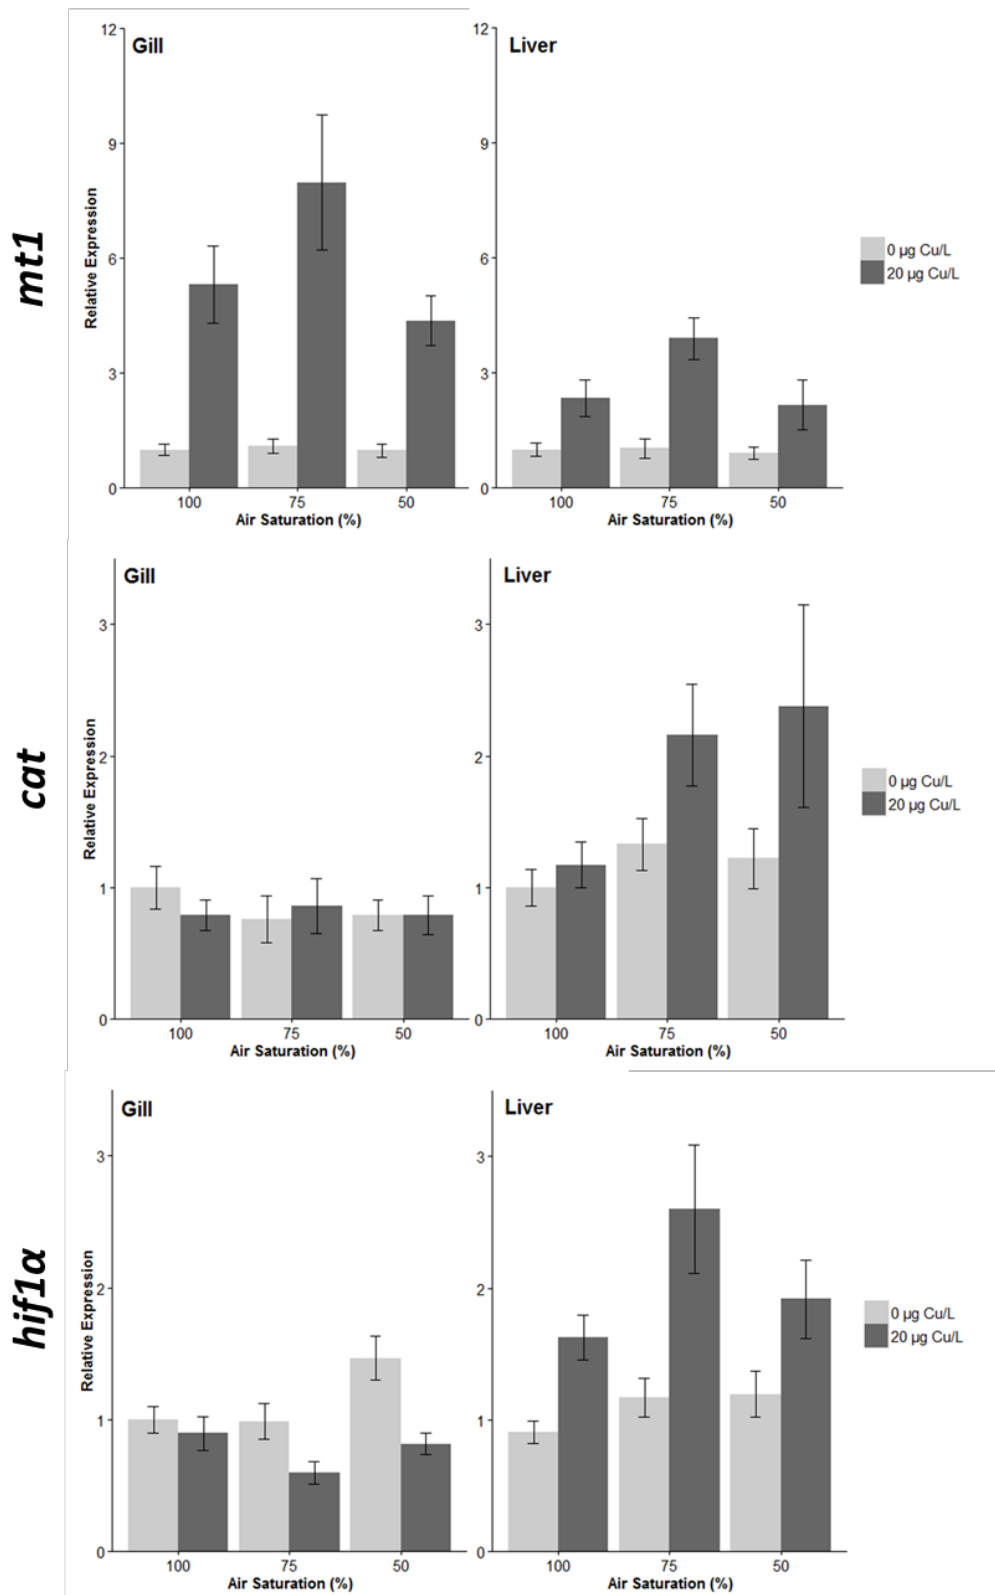 mt1
Gill
Relative Expression
12
9
6
3
0
100 75 50
Air Saturation (%)
Liver
12
9
6
3
0
100 75 50
Air Saturation (%)
0 µg Cu/L
20 µg Cu/L
cat
Gill
Relative Expression
3
2
1
0
100 75 50
Air Saturation (%)
Liver
3
2
1
0
100 75 50
Air Saturation (%)
0 µg Cu/L
20 µg Cu/L
hif1α
Gill
Relative Expression
3
2
1
0
100 75 50
Air Saturation (%)
Liver
3
2
1
0
100 75 50
Air Saturation (%)
0 µg Cu/L
20 µg Cu/L